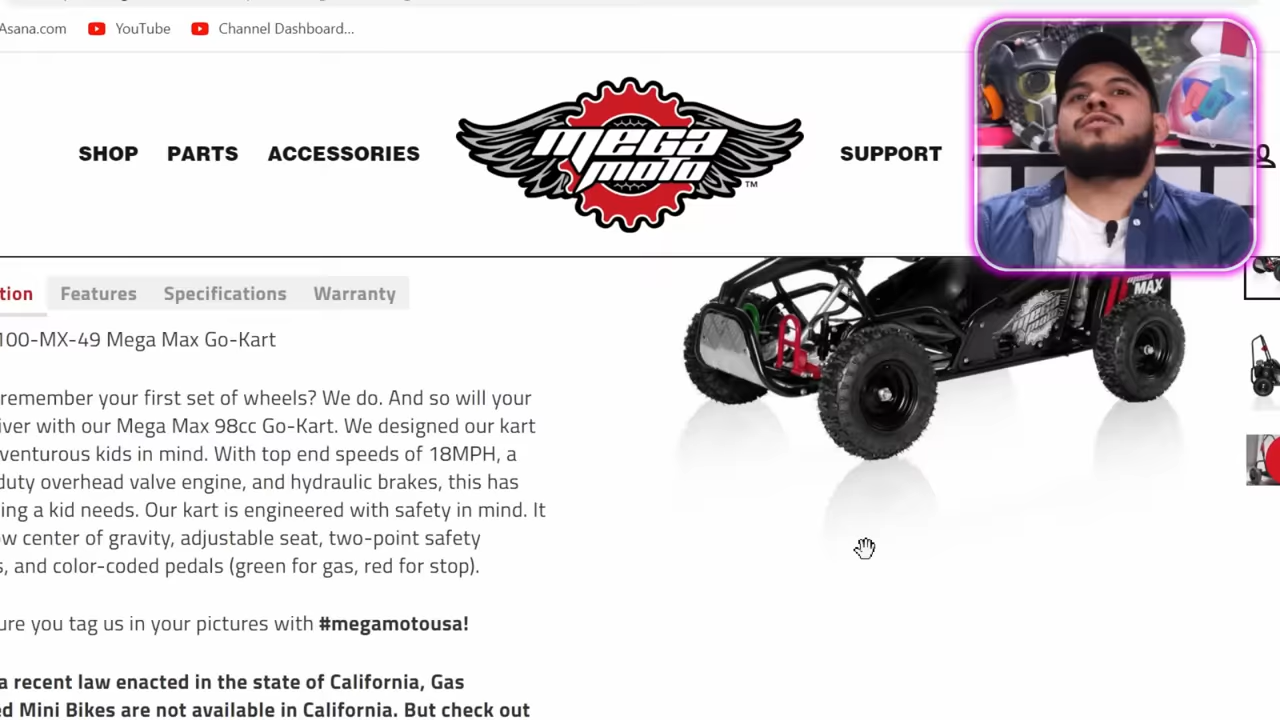 Asana.com YouTube Channel Dashboard...
SHOP PARTS ACCESSORIES mega moto ™ SUPPORT
MAX
mega moto
tion Features Specifications Warranty
100-MX-49 Mega Max Go-Kart
remember your first set of wheels? We do. And so will your
iver with our Mega Max 98cc Go-Kart. We designed our kart
venturous kids in mind. With top end speeds of 18MPH, a
duty overhead valve engine, and hydraulic brakes, this has
ing a kid needs. Our kart is engineered with safety in mind. It
ow center of gravity, adjustable seat, two-point safety
s, and color-coded pedals (green for gas, red for stop).
ure you tag us in your pictures with #megamotousa!
a recent law enacted in the state of California, Gas
ed Mini Bikes are not available in California. But check out